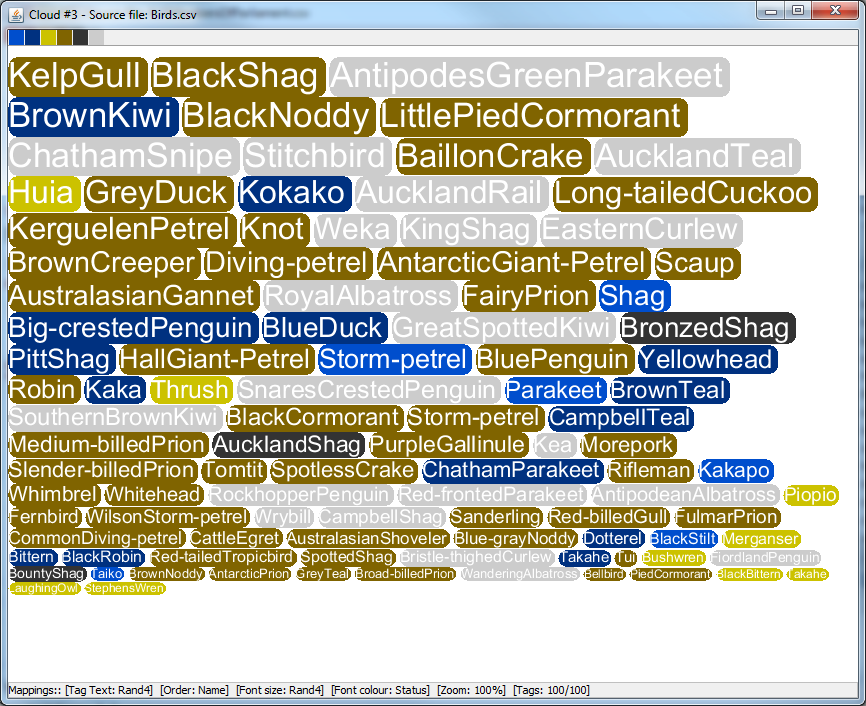 Cloud #3 - Source file: Birds.csv
KelpGull BlackShag AntipodesGreenParakeet
BrownKiwi BlackNoddy LittlePiedCormorant
ChathamSnipe Stitchbird BaillonCrake AucklandTeal
Huia GreyDuck Kokako AucklandRail Long-tailedCuckoo
KerguelenPetrel Knot Weka KingShag EasternCurlew
BrownCreeper Diving-petrel AntarcticGiant-Petrel Scaup
AustralasianGannet RoyalAlbatross FairyPrion Shag
Big-crestedPenguin BlueDuck GreatSpottedKiwi BronzedShag
PittShag HallGiant-Petrel Storm-petrel BluePenguin Yellowhead
Robin Kaka Thrush SnaresCrestedPenguin Parakeet BrownTeal
SouthernBrownKiwi BlackCormorant Storm-petrel CampbellTeal
Medium-billedPrion AucklandShag PurpleGallinule Kea Morepork
Slender-billedPrion Tomtit SpotlessCrake ChathamParakeet Rifleman Kakapo
Whimbrel Whitehead RockhopperPenguin Red-frontedParakeet AntipodeanAlbatross Piopio
Fernbird WilsonStorm-petrel Wrybill CampbellShag Sanderling Red-billedGull FulmarPrion
CommonDiving-petrel CattleEgret AustralasianShoveler Blue-grayNoddy Dotterel BlackStilt Merganser
Bittern BlackRobin Red-tailedTropicbird SpottedShag Bristle-thighedCurlew Takahe Tui Bushwren FiordlandPenguin
BountyShag Taiko BrownNoddy AntarcticPrion GreyTeal Broad-billedPrion WanderingAlbatross Bellbird PiedCormorant BlackBittern Takahe
LaughingOwl StephensWren
Mappings:: [Tag Text: Rand4] [Order: Name] [Font size: Rand4] [Font colour: Status] [Zoom: 100%] [Tags: 100/100]